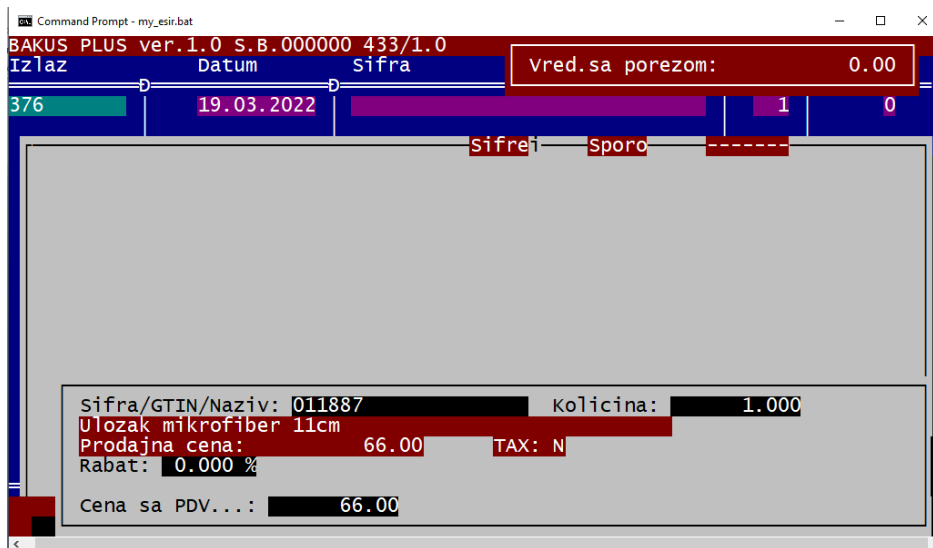 Command Prompt - my_esir.bat
BAKUS PLUS ver.1.0 S.B.000000 433/1.0
Izlaz Datum Sifra Vred.sa porezom: 0.00
Đ Đ
376 19.03.2022 1 0
Sifrei Sporo -------
Sifra/GTIN/Naziv: 011887 Kolicina: 1.000
Ulozak mikrofiber 11cm
Prodajna cena: 66.00 TAX: N
Rabat: 0.000 %
Cena sa PDV...: 66.00